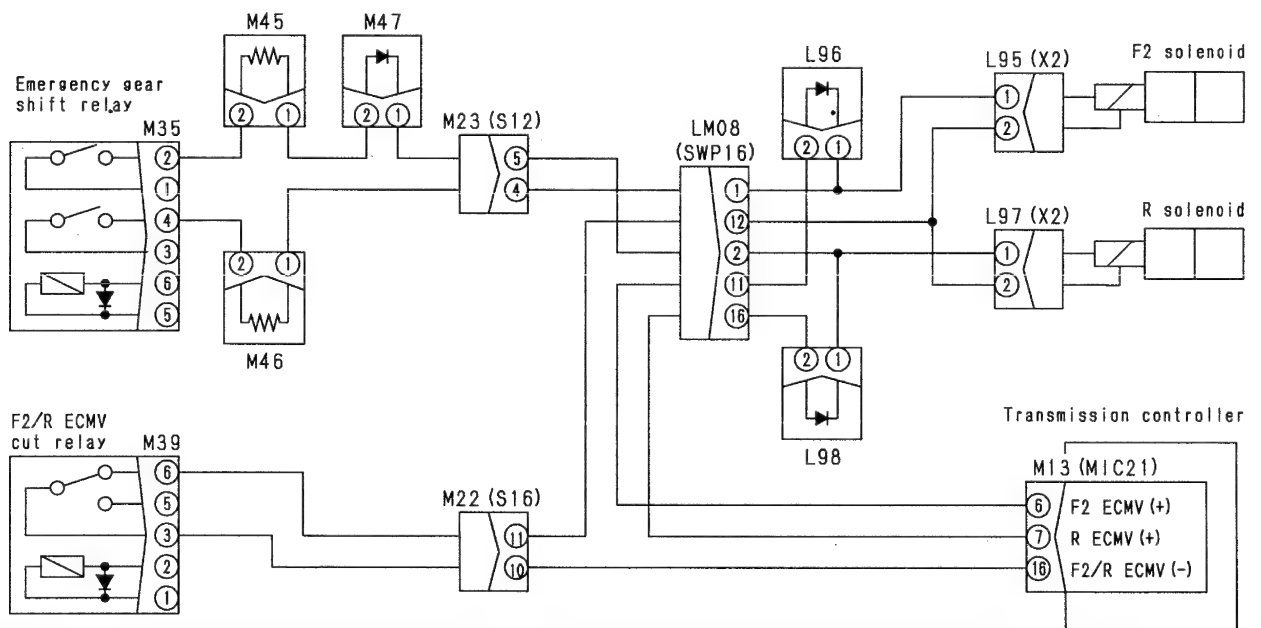 M45
M47
L96
L95 (X2)
F2 solenoid
Emergency gear
shift relay
M35
2
1
2
1
M23 (S12)
LM08
(SWP16)
2
1
1
2
2
1
4
3
6
5
5
4
1
12
2
11
16
L97 (X2)
R solenoid
1
2
2
1
M46
2
1
L98
F2/R ECMV
cut relay
M39
6
5
3
2
1
M22 (S16)
11
10
Transmission controller
M13 (MIC21)
6 F2 ECMV (+)
7 R ECMV (+)
16 F2/R ECMV (-)